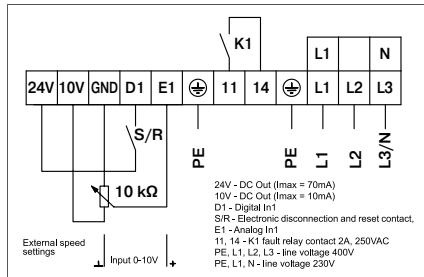 K1
L1 N
24V 10V GND D1 E1 11 14 L1 L2 L3
S/R
PE PE L1 L2 L3/N
10 kΩ
24V - DC Out (Imax = 70mA)
10V - DC Out (Imax = 10mA)
D1 - Digital In1
S/R - Electronic disconnection and reset contact,
E1 - Analog In1
11, 14 - K1 fault relay contact 2A, 250VAC
PE, L1, L2, L3 - line voltage 400V
PE, L1, N - line voltage 230V
External speed
settings
⊥ Input 0-10V +